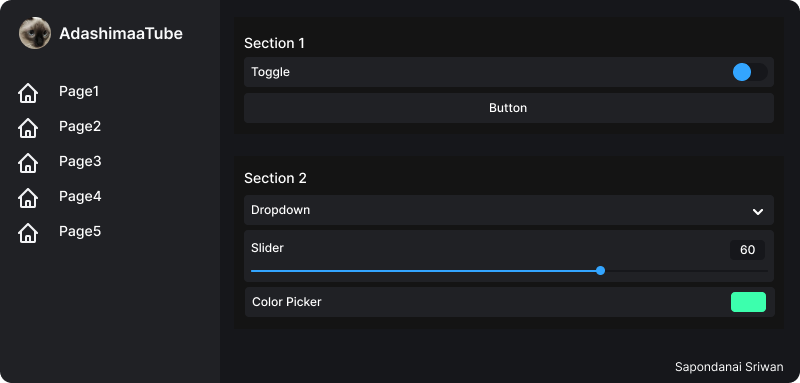 AdashimaaTube
Page1
Page2
Page3
Page4
Page5
Section 1
Toggle
Button
Section 2
Dropdown
Slider
60
Color Picker
Sapondanai Sriwan